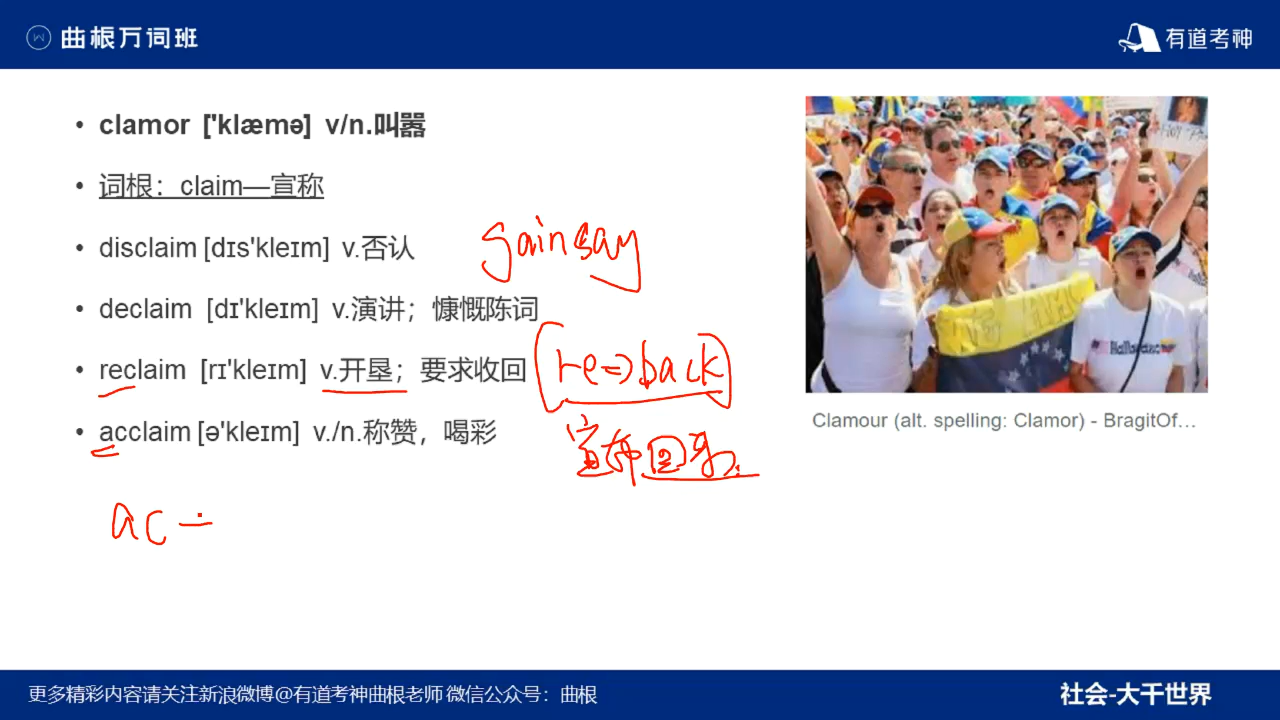 曲根万词班
有道考神
• clamor ['klæmə] v/n.叫嚣
• 词根：claim—宣称
• disclaim [dɪs'kleɪm] v.否认
gainsay
• declaim [dɪ'kleɪm] v.演讲；慷慨陈词
• reclaim [rɪ'kleɪm] v.开垦；要求收回
re⇒back
• acclaim [ə'kleɪm] v./n.称赞，喝彩
宣布回来
ac
Clamour (alt. spelling: Clamor) - BragitOf…
更多精彩内容请关注新浪微博@有道考神曲根老师 微信公众号：曲根
社会-大千世界